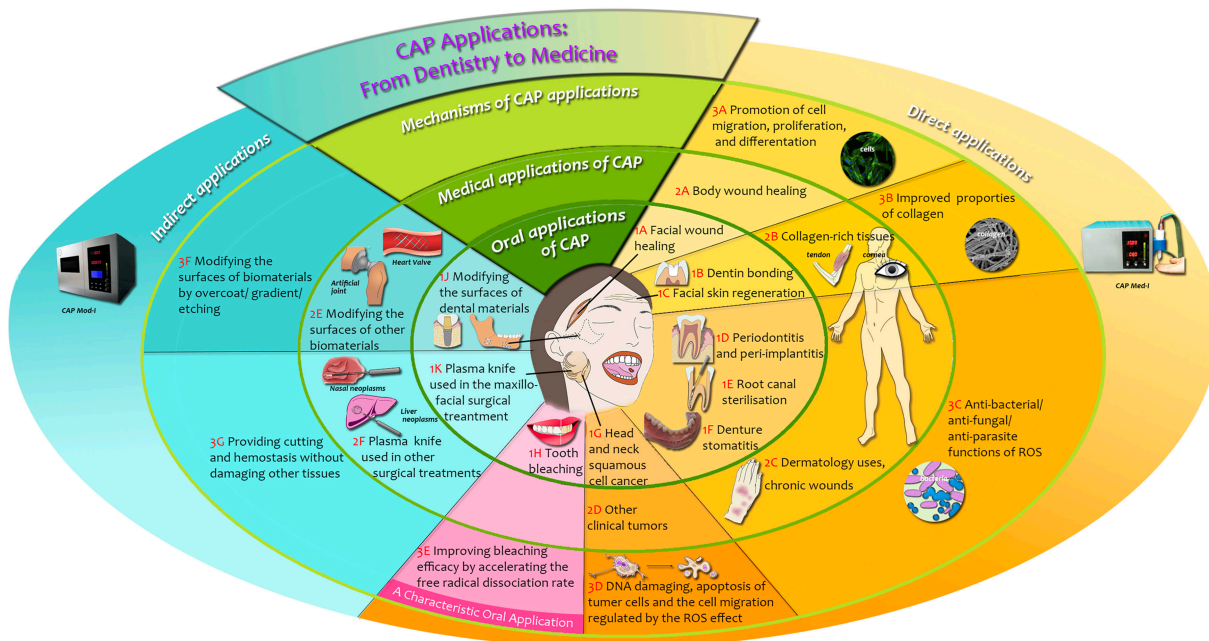 CAP Applications:
From Dentistry to Medicine
Mechanisms of CAP applications
Medical applications of CAP
Oral applications
of CAP
Indirect applications
Direct applications
3A Promotion of cell
migration, proliferation,
and differentation
cells
2A Body wound healing
3B Improved proporties
of collagen
collagen
1A Facial wound
healing
2B Collagen-rich tissues
tendon
cornea
1B Dentin bonding
1C Facial skin regeneration
CAP Med-I
CAP Mod-I
3F Modifying the
surfaces of biomaterials
by overcoat/ gradient/
etching
Heart Valve
Artificial
joint
2E Modifying the
surfaces of other
biomaterials
1J Modifying
the surfaces of
dental materials
1D Periodontitis
and peri-implantitis
1E Root canal
sterilisation
1F Denture
stomatitis
1K Plasma knife
used in the maxillo-
facial surgical
treantment
Nasal neoplasms
Liver
neoplasms
2F Plasma knife
used in other
surgical treatments
3G Providing cutting
and hemostasis without
damaging other tissues
1H Tooth
bleaching
1G Head
and neck
squamous
cell cancer
2C Dermatology uses,
chronic wounds
3C Anti-bacterial/
anti-fungal/
anti-parasite
functions of ROS
bacteria
2D Other
clinical tumors
3E Improving bleaching
efficacy by accelerating the
free radical dissociation rate
A Characteristic Oral Application
3D DNA damaging, apoptosis of
tumer cells and the cell migration
regulated by the ROS effect